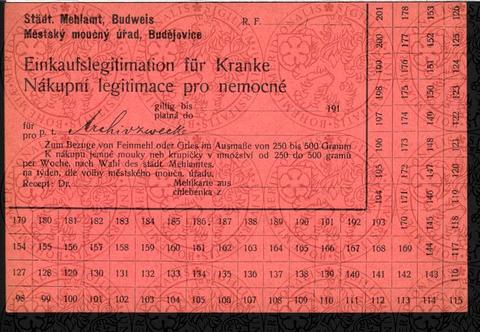 Städt. Mehlamt, Budweis R. F.
Městský moučný úřad, Budějovice
Einkaufslegitimation für Kranke
Nákupní legitimace pro nemocné
giltig bis
platná do 191
für
pro p. t. Archivzweck
Zum Bezuge von Feinmehl oder Gries im Ausmaße von 250 bis 500 Gramm
K nákupu jemné mouky neb krupičky v množství od 250 do 500 gramů
per Woche, nach Wahl des städt. Mehlamtes.
na týden, dle volby městského moučn. úřadu.
Recept: Dr. Mehlkarte aus
chlebenka z
201 178 153 126
200 177 152 125
199 176 151 124
198 175 150 123
197 174 149 122
196 173 148 121
195 172 147 120
194 171 146 119
179 180 181 182 183 184 185 186 187 188 189 190 191 192 193 170 145 118
154 155 156 157 158 159 160 161 162 163 164 165 166 167 168 169 144 117
127 128 129 130 131 132 133 134 135 136 137 138 139 140 141 142 143 116
98 99 100 101 102 103 104 105 106 107 108 109 110 111 112 113 114 115